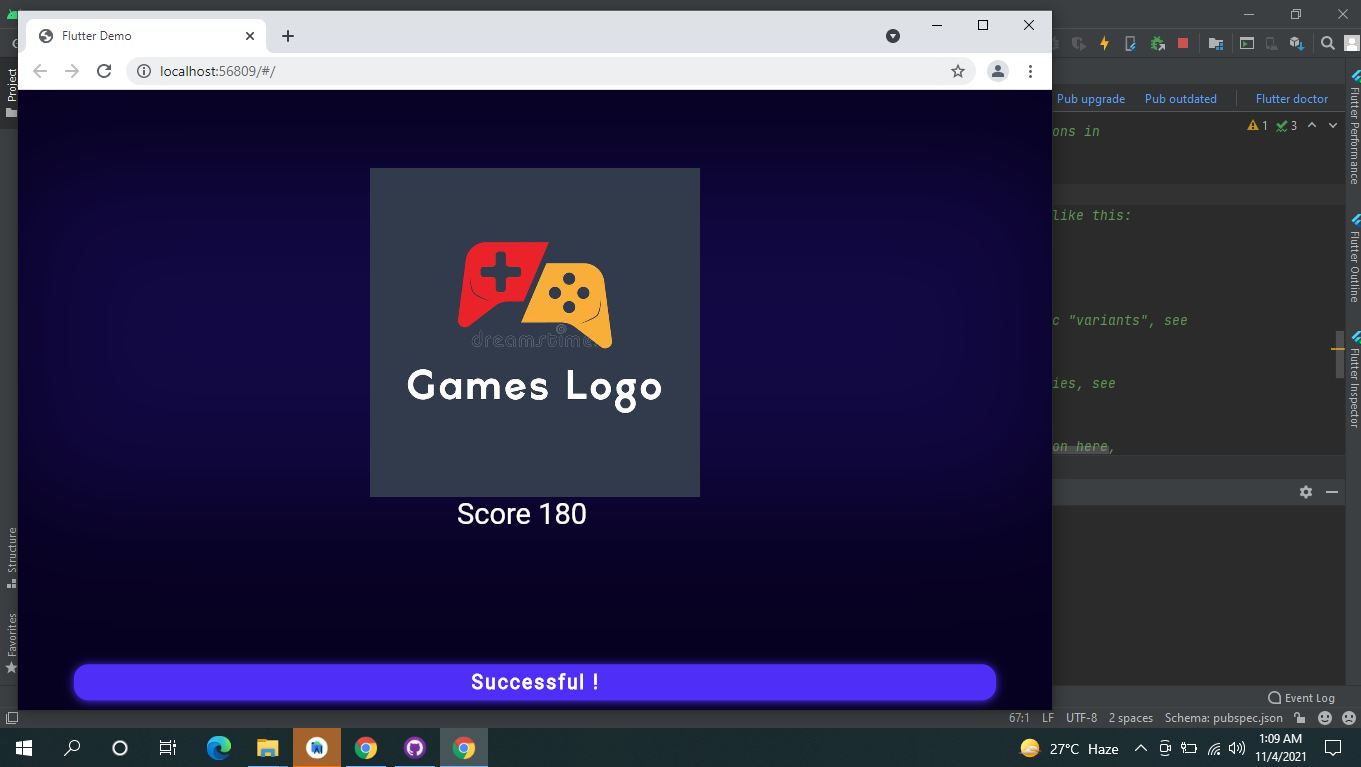 Flutter Demo
localhost:56809/#/
Project
Pub upgrade
Pub outdated
Flutter doctor
1
3
ons in
like this:
c "variants", see
ies, see
on here,
Flutter Performance
Flutter Outline
Flutter Inspector
dreamstime
Games Logo
Score 180
Successful !
Structure
Favorites
Event Log
67:1
LF
UTF-8
2 spaces
Schema: pubspec.json
27°C Haze
1:09 AM
11/4/2021